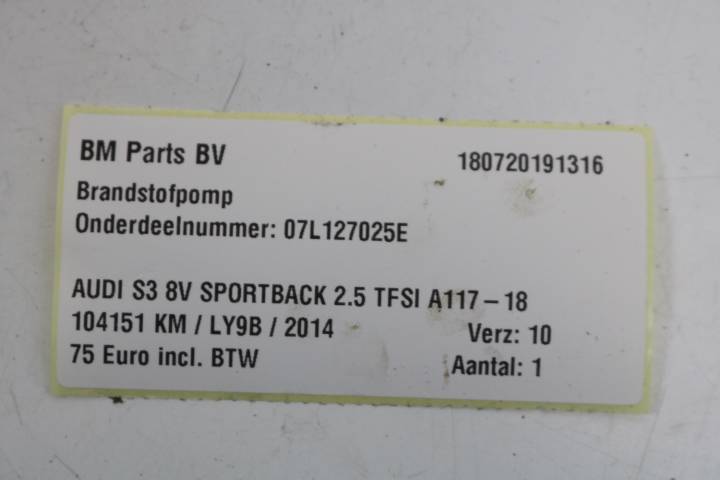 BM Parts BV 180720191316
Brandstofpomp
Onderdeelnummer: 07L127025E
AUDI S3 8V SPORTBACK 2.5 TFSI A117-18
104151 KM / LY9B / 2014 Verz: 10
75 Euro incl. BTW Aantal: 1